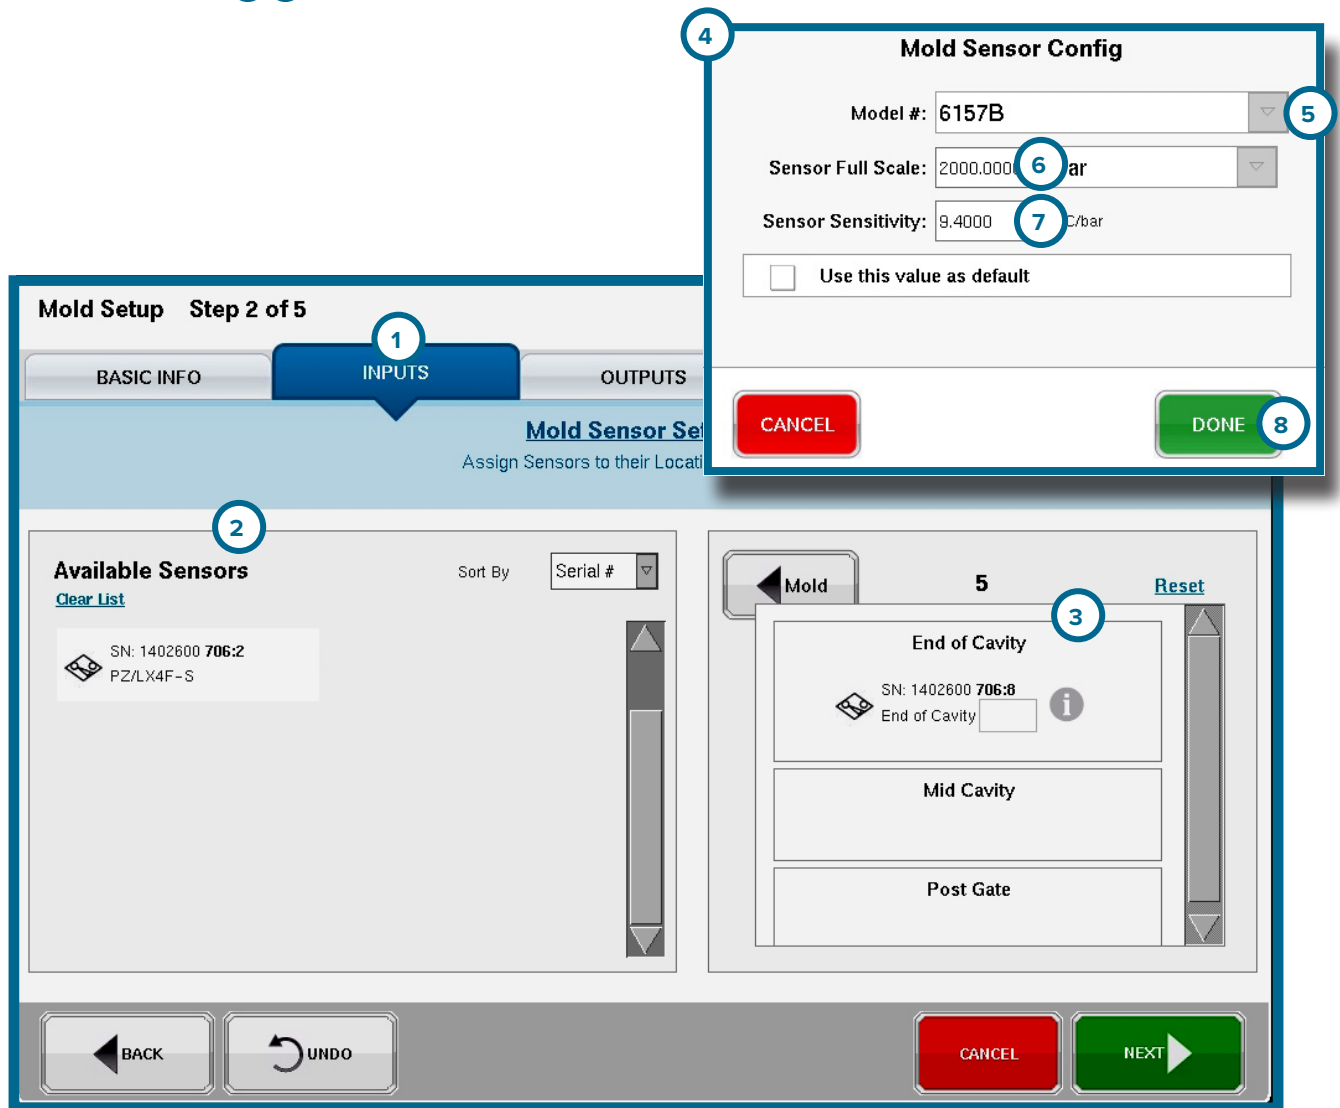 4
Mold Sensor Config
Model #: 6157B
5
Sensor Full Scale: 2000.000 6 ar
Sensor Sensitivity: 9.4000 7 C/bar
Use this value as default
CANCEL
DONE 8
Mold Setup Step 2 of 5
1
BASIC INFO INPUTS OUTPUTS
Mold Sensor Set
Assign Sensors to their Locati
2
Available Sensors
Clear List
Sort By Serial #
SN: 1402600 706:2
PZ/LX4F-S
Mold 5 Reset
3
End of Cavity
SN: 1402600 706:8
End of Cavity
i
Mid Cavity
Post Gate
BACK UNDO CANCEL NEXT